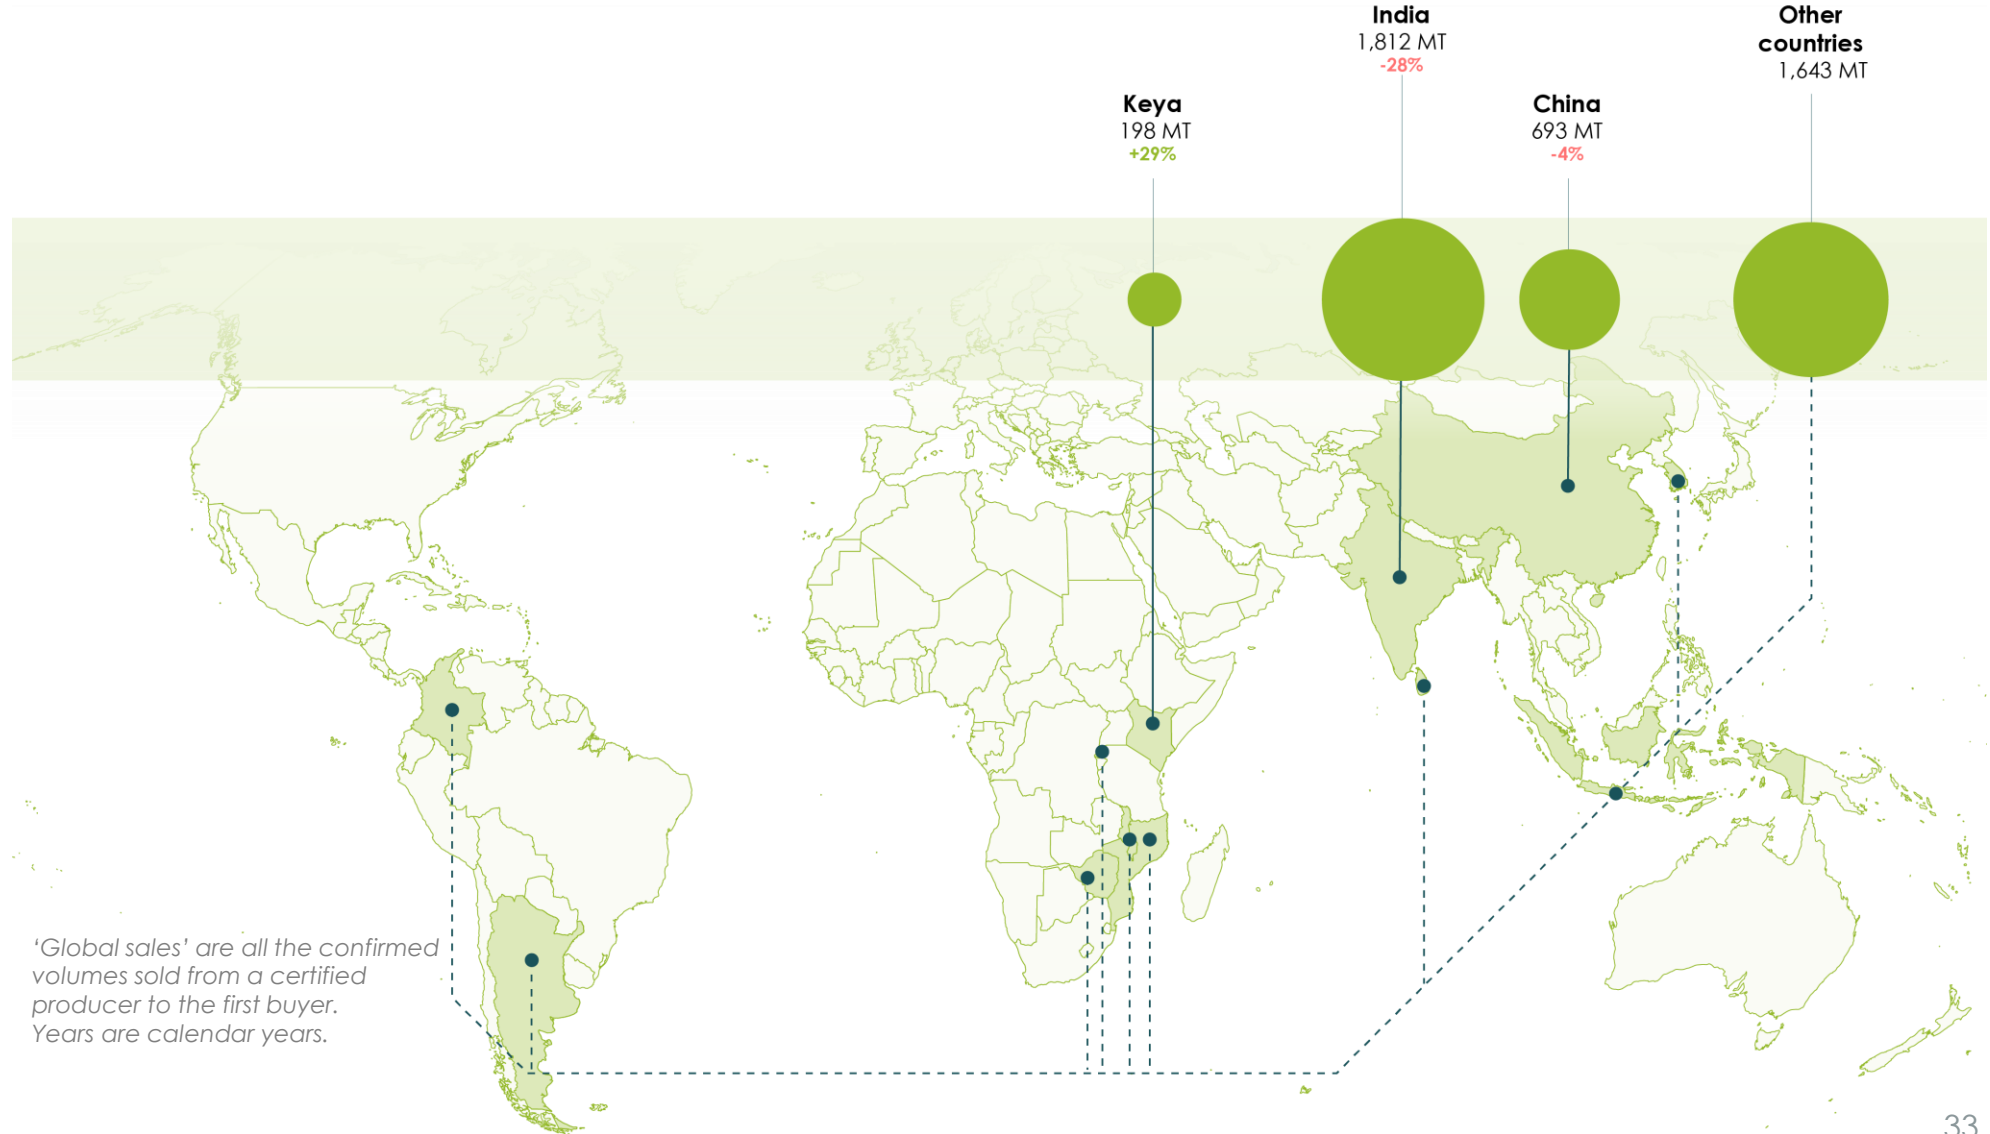 India
1,812 MT
-28%
Other
countries
1,643 MT
Keya
198 MT
+29%
China
693 MT
-4%
‘Global sales’ are all the confirmed
volumes sold from a certified
producer to the first buyer.
Years are calendar years.
33